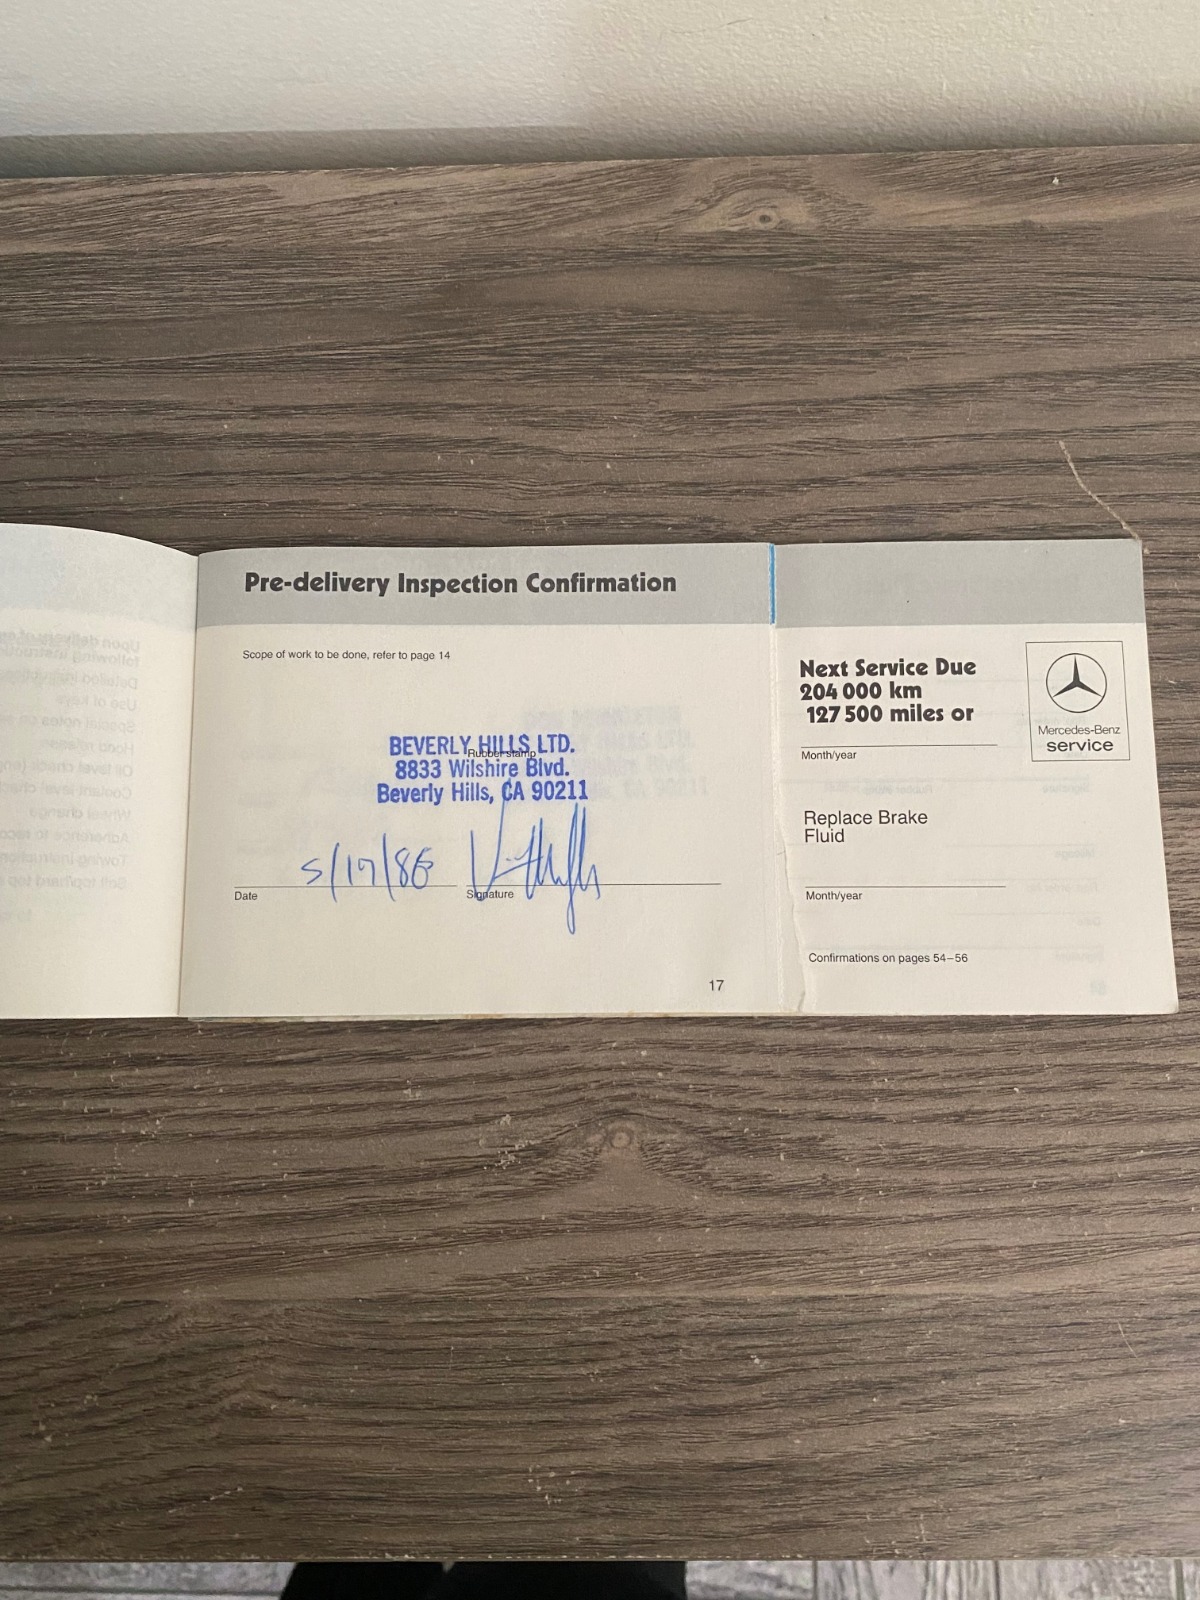 Pre-delivery Inspection Confirmation
Scope of work to be done, refer to page 14
BEVERLY HILLS LTD.
Rubber stamp
8833 Wilshire Blvd.
Beverly Hills, CA 90211
5/17/86
Date
Signature
17
Next Service Due
204 000 km
127 500 miles or
Month/year
Mercedes-Benz
service
Replace Brake
Fluid
Month/year
Confirmations on pages 54–56